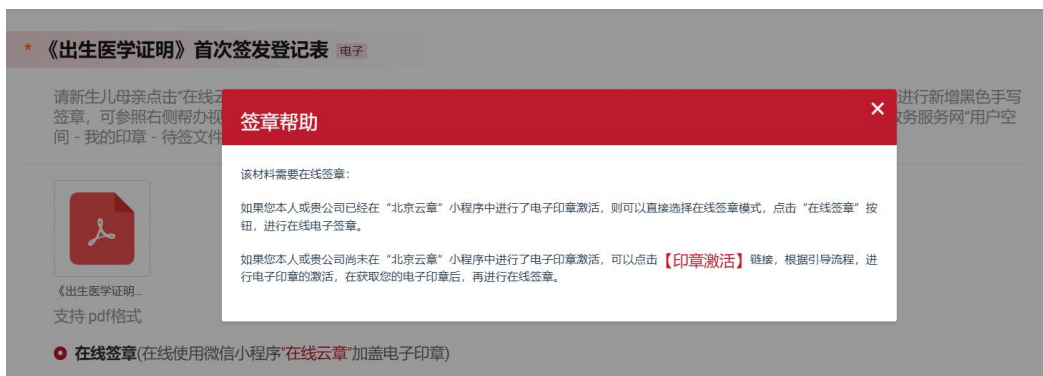 * 《出生医学证明》首次签发登记表 电子
请新生儿母亲点击"在线云
进行新增黑色手写
签章，可参照右侧帮办视
政务服务网"用户空
间 - 我的印章 - 待签文件
签章帮助
×
该材料需要在线签章：
如果您本人或贵公司已经在“北京云章”小程序中进行了电子印章激活，则可以直接选择在线签章模式，点击“在线签章”按
钮，进行在线电子签章。
如果您本人或贵公司尚未在“北京云章”小程序中进行了电子印章激活，可以点击【印章激活】链接，根据引导流程，进
行电子印章的激活，在获取您的电子印章后，再进行在线签章。
《出生医学证明...
支持 pdf格式
在线签章(在线使用微信小程序"在线云章"加盖电子印章)